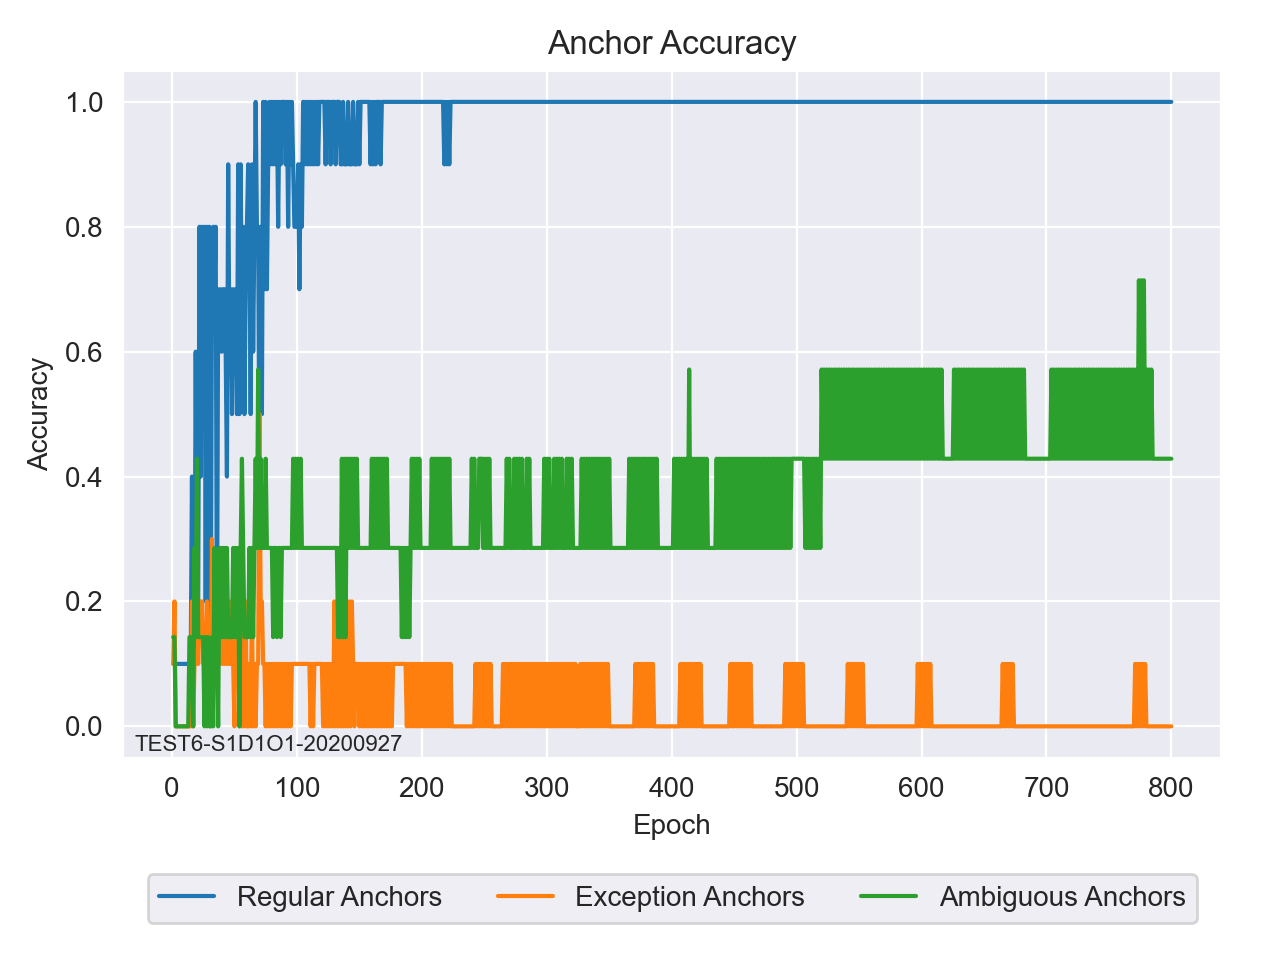 Anchor Accuracy
1.0
0.8
0.6
0.4
0.2
0.0
Accuracy
TEST6-S1D1O1-20200927
0 100 200 300 400 500 600 700 800
Epoch
Regular Anchors Exception Anchors Ambiguous Anchors